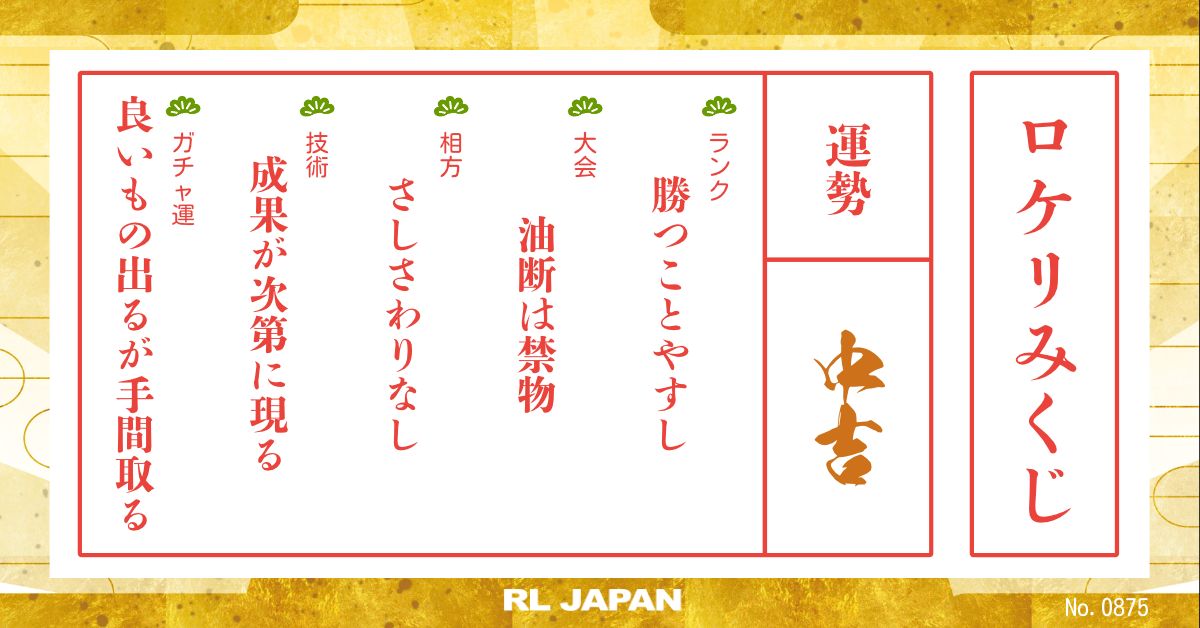 ロケリみくじ
運勢
中吉
ランク
勝つことやすし
大会
油断は禁物
相方
さしさわりなし
技術
成果が次第に現る
ガチャ運
良いもの出るが手間取る
RL JAPAN
No. 0875